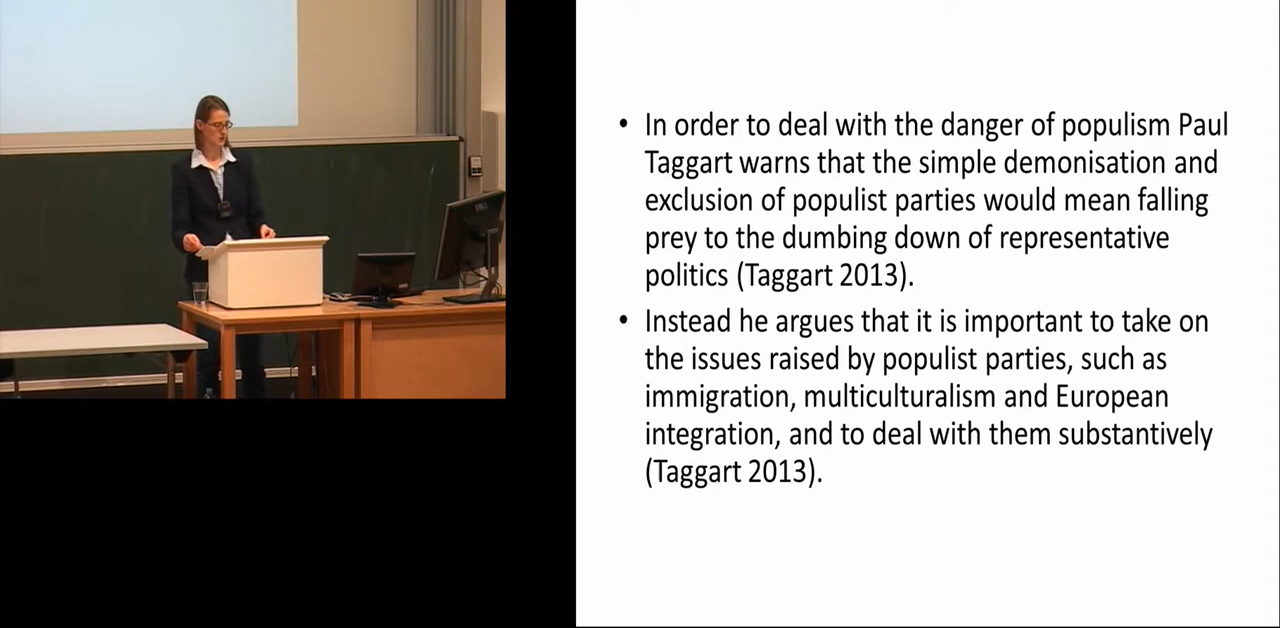 • In order to deal with the danger of populism Paul
Taggart warns that the simple demonisation and
exclusion of populist parties would mean falling
prey to the dumbing down of representative
politics (Taggart 2013).
• Instead he argues that it is important to take on
the issues raised by populist parties, such as
immigration, multiculturalism and European
integration, and to deal with them substantively
(Taggart 2013).